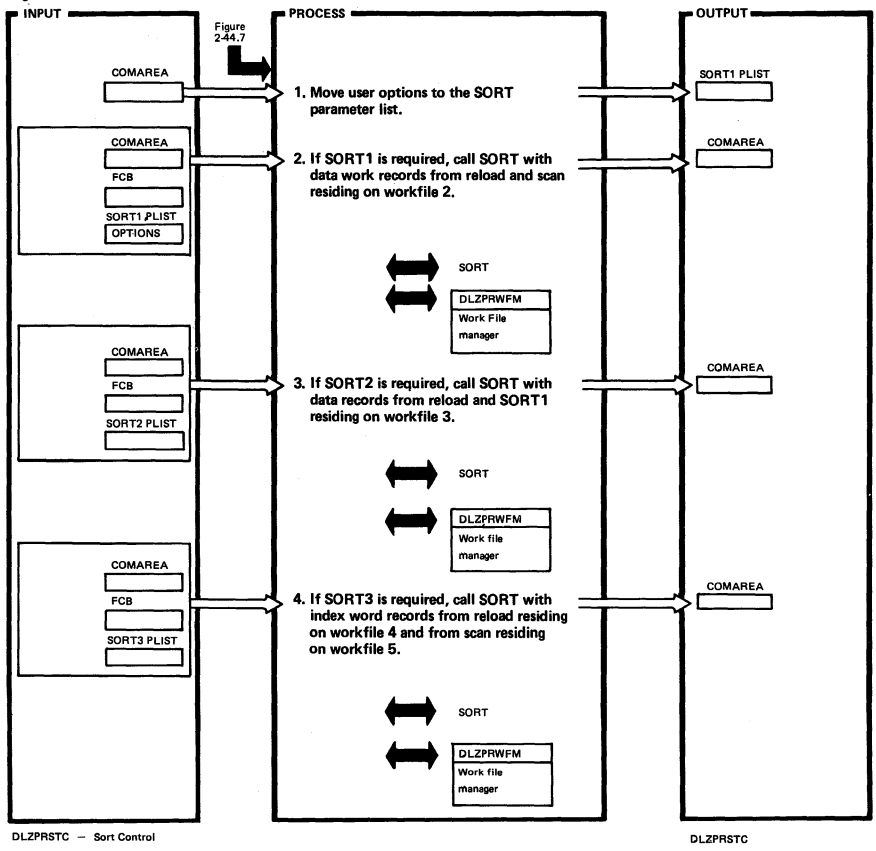 INPUT
PROCESS
OUTPUT
Figure
2-44.7
COMAREA
1. Move user options to the SORT
parameter list.
SORT1 PLIST
COMAREA
FCB
SORT1 PLIST
OPTIONS
2. If SORT1 is required, call SORT with
data work records from reload and scan
residing on workfile 2.
COMAREA
SORT
DLZPRWFM
Work File
manager
COMAREA
FCB
SORT2 PLIST
3. If SORT2 is required, call SORT with
data records from reload and SORT1
residing on workfile 3.
COMAREA
SORT
DLZPRWFM
Work file
manager
COMAREA
FCB
SORT3 PLIST
4. If SORT3 is required, call SORT with
index word records from reload residing
on workfile 4 and from scan residing
on workfile 5.
COMAREA
SORT
DLZPRWFM
Work file
manager
DLZPRSTC — Sort Control
DLZPRSTC